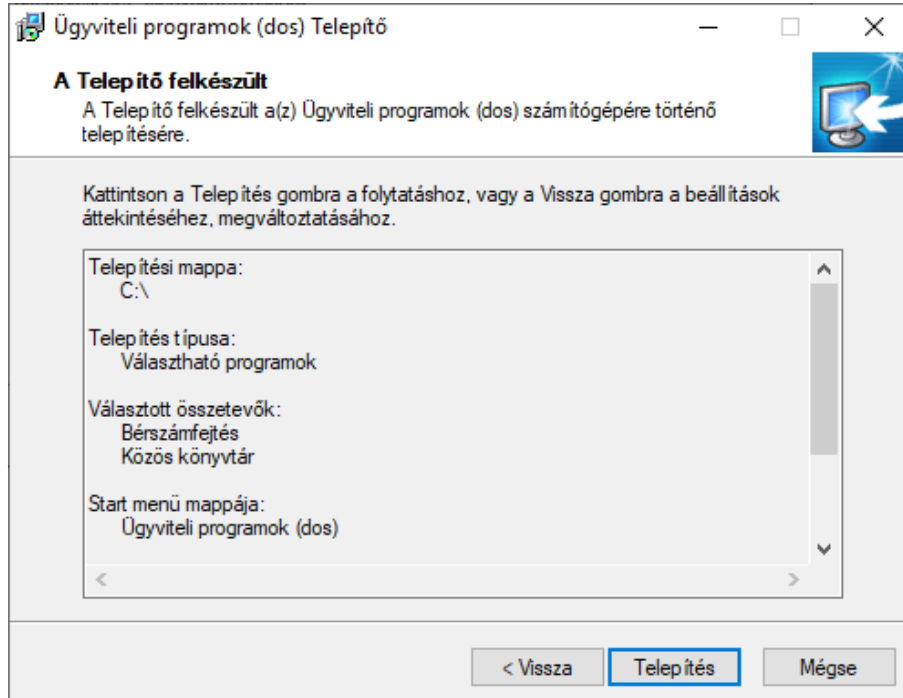 Ügyviteli programok (dos) Telepítő
A Telepítő felkészült
A Telepítő felkészült a(z) Ügyviteli programok (dos) számítógépére történő
telepítésére.
Kattintson a Telepítés gombra a folytatáshoz, vagy a Vissza gombra a beállítások
áttekintéséhez, megváltoztatásához.
Telepítési mappa:
C:\
Telepítés típusa:
Választható programok
Választott összetevők:
Bérszámfejtés
Közös könyvtár
Start menü mappája:
Ügyviteli programok (dos)
< Vissza
Telepítés
Mégse